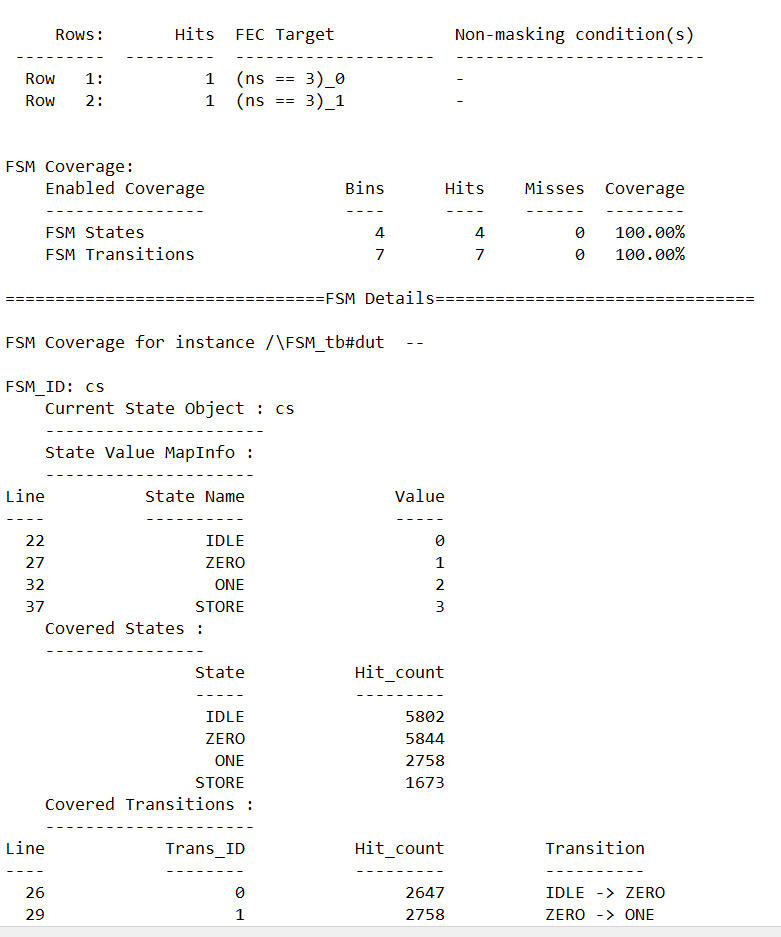 Rows: Hits FEC Target Non-masking condition(s)
--------- --------- -------------------- -------------------------
Row 1: 1 (ns == 3)_0 -
Row 2: 1 (ns == 3)_1 -
FSM Coverage:
Enabled Coverage Bins Hits Misses Coverage
---------------- ---- ---- ------ --------
FSM States 4 4 0 100.00%
FSM Transitions 7 7 0 100.00%
================================FSM Details================================
FSM Coverage for instance /\FSM_tb#dut --
FSM_ID: cs
Current State Object : cs
----------------------
State Value MapInfo :
---------------------
Line State Name Value
---- ---------- -----
22 IDLE 0
27 ZERO 1
32 ONE 2
37 STORE 3
Covered States :
----------------
State Hit_count
----- ---------
IDLE 5802
ZERO 5844
ONE 2758
STORE 1673
Covered Transitions :
---------------------
Line Trans_ID Hit_count Transition
---- -------- --------- ----------
26 0 2647 IDLE -> ZERO
29 1 2758 ZERO -> ONE